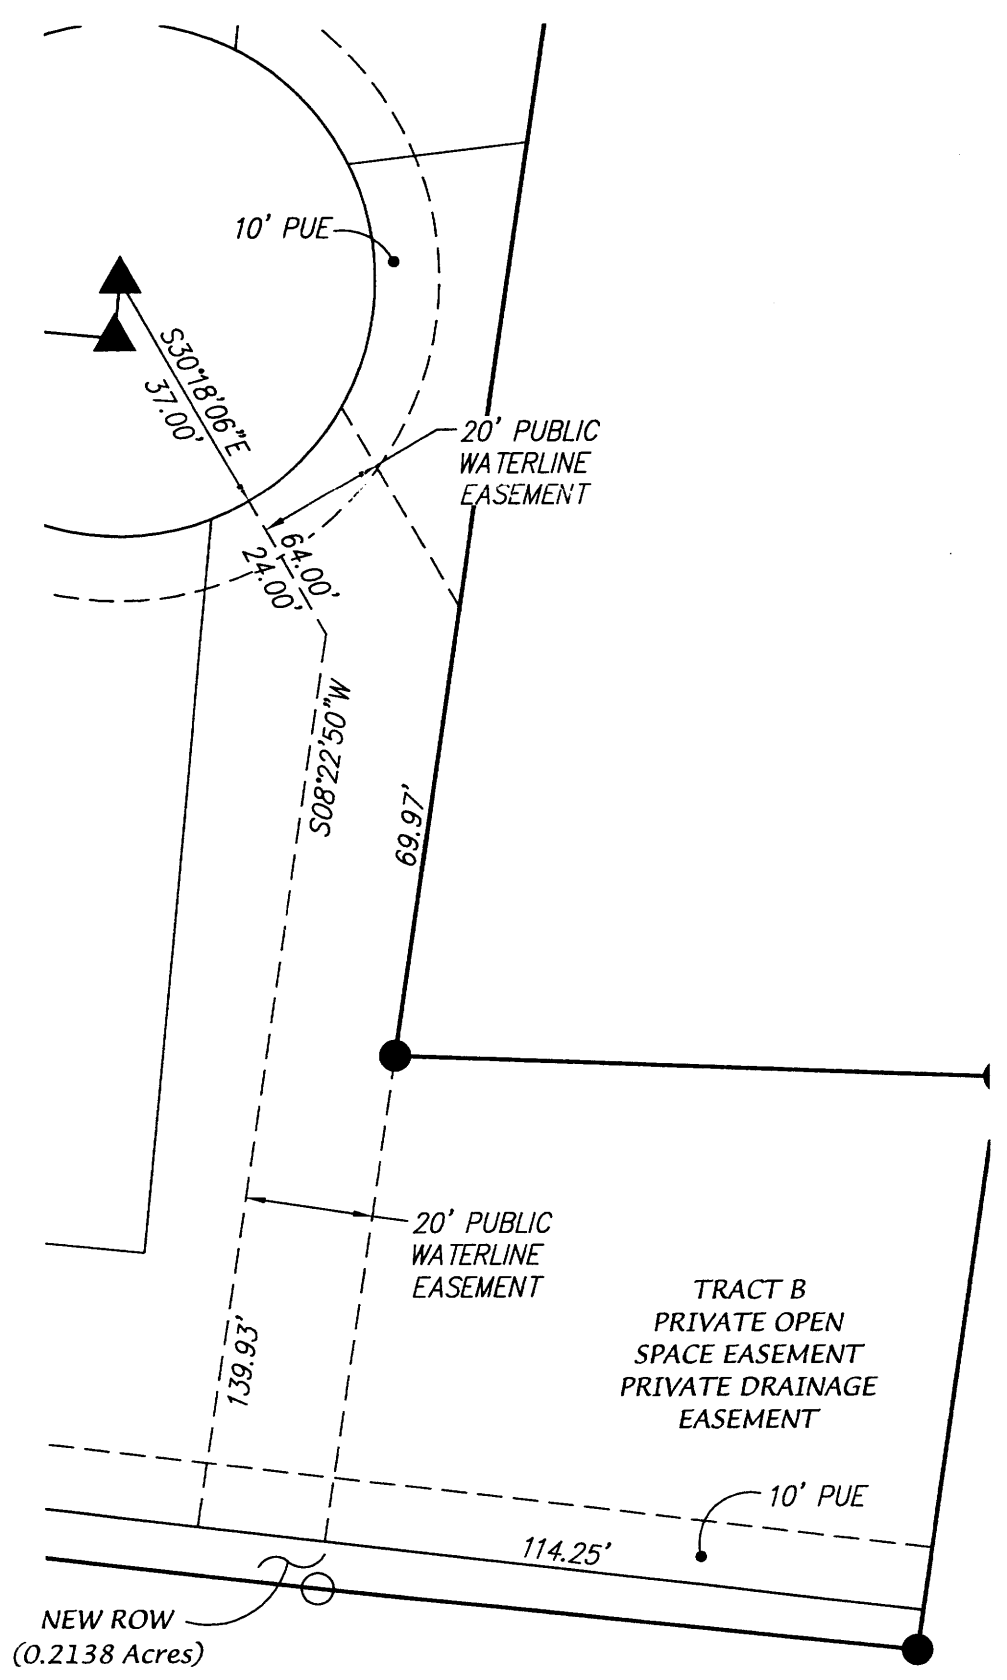 10' PUE
S30°18'06"E
37.00'
20' PUBLIC
WATERLINE
EASEMENT
64.00'
24.00'
S08°22'50"W
69.97'
20' PUBLIC
WATERLINE
EASEMENT
TRACT B
PRIVATE OPEN
SPACE EASEMENT
PRIVATE DRAINAGE
EASEMENT
139.93'
10' PUE
114.25'
NEW ROW
(0.2138 Acres)